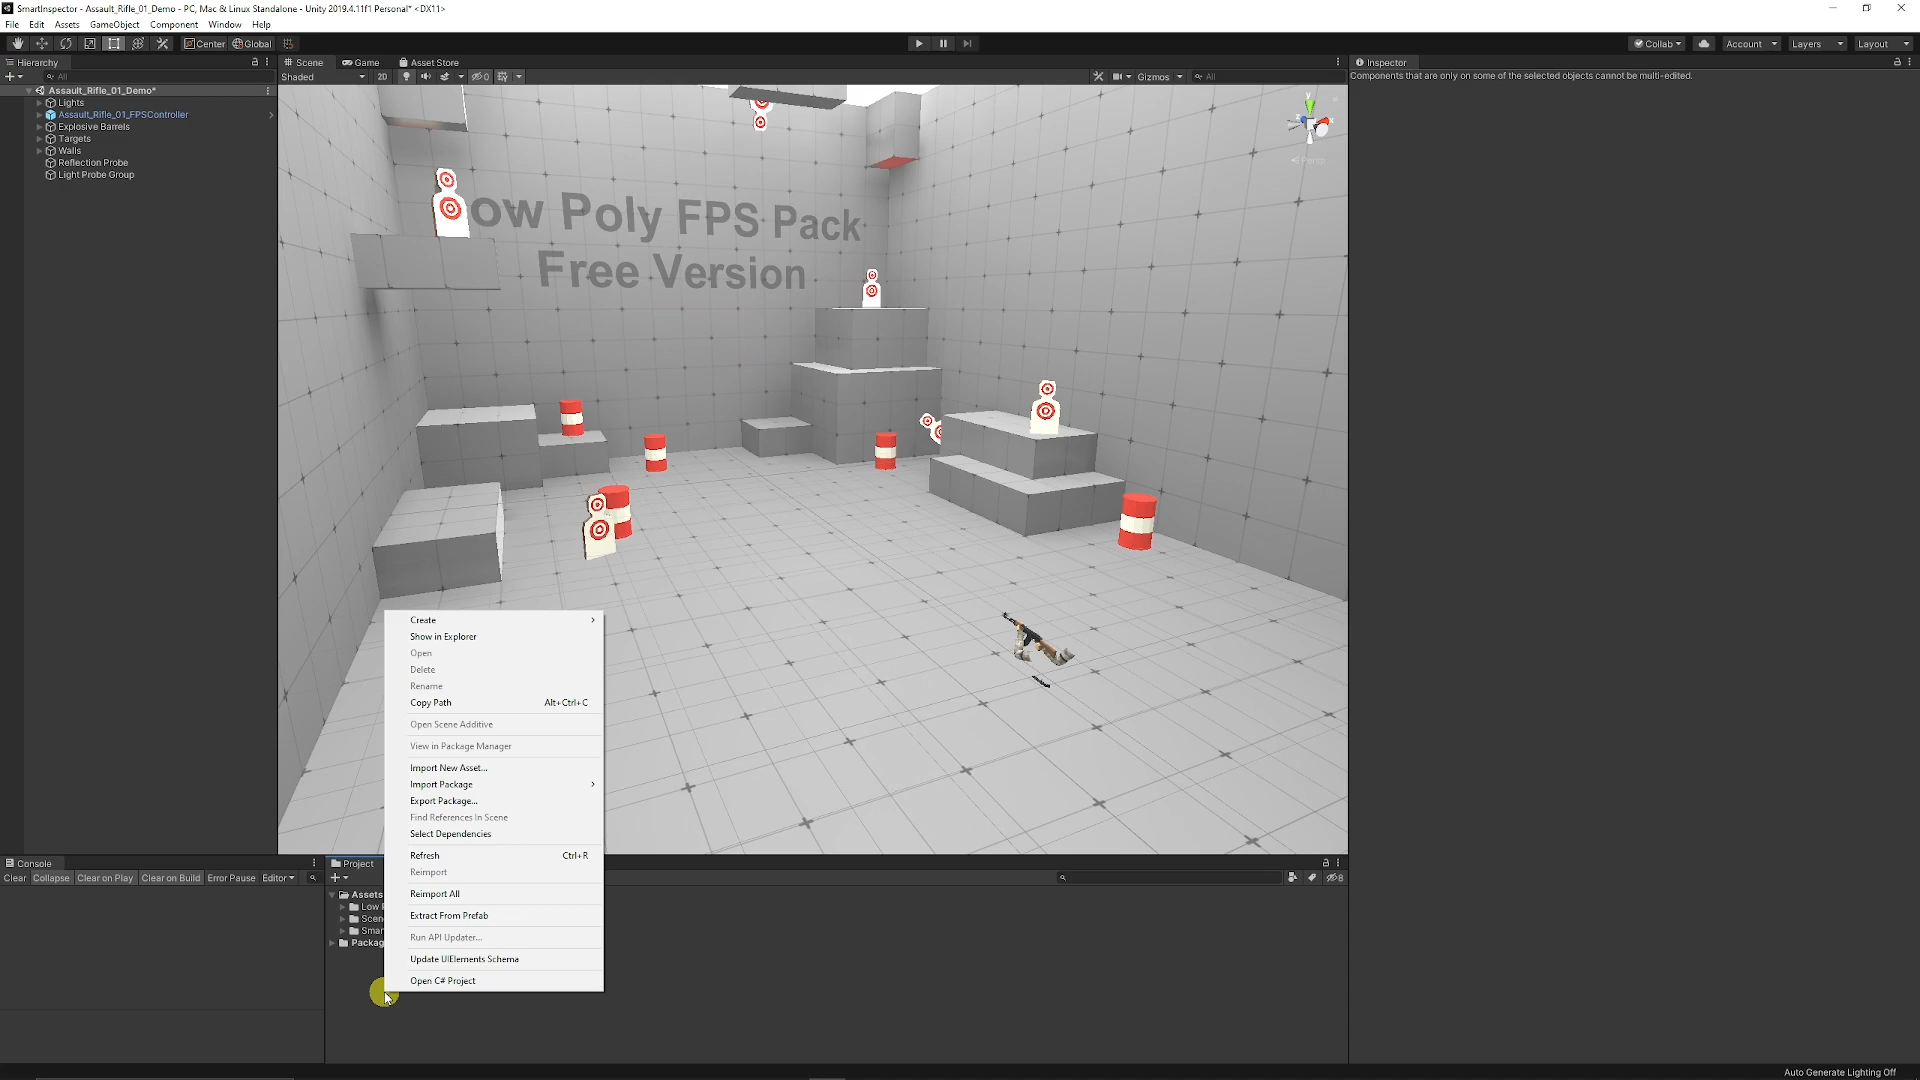 SmartInspector - Assault_Rifle_01_Demo - PC, Mac & Linux Standalone - Unity 2019.4.11f1 Personal* <DX11>
File Edit Assets GameObject Component Window Help
Center Global Collab Account Layers Layout
Hierarchy
All
Assault_Rifle_01_Demo*
Lights
Assault_Rifle_01_FPSController
Explosive Barrels
Targets
Walls
Reflection Probe
Light Probe Group
Scene Game Asset Store
Shaded 2D 0 Gizmos All
y
x
z
Persp
ow Poly FPS Pack
Free Version
Inspector
Components that are only on some of the selected objects cannot be multi-edited.
Create
Show in Explorer
Open
Delete
Rename
Copy Path Alt+Ctrl+C
Open Scene Additive
View in Package Manager
Import New Asset...
Import Package
Export Package...
Find References In Scene
Select Dependencies
Refresh Ctrl+R
Reimport
Reimport All
Extract From Prefab
Run API Updater...
Update UIElements Schema
Open C# Project
Console
Clear Collapse Clear on Play Clear on Build Error Pause Editor
Project
8
Assets
Low
Scen
Smar
Packag
Auto Generate Lighting Off